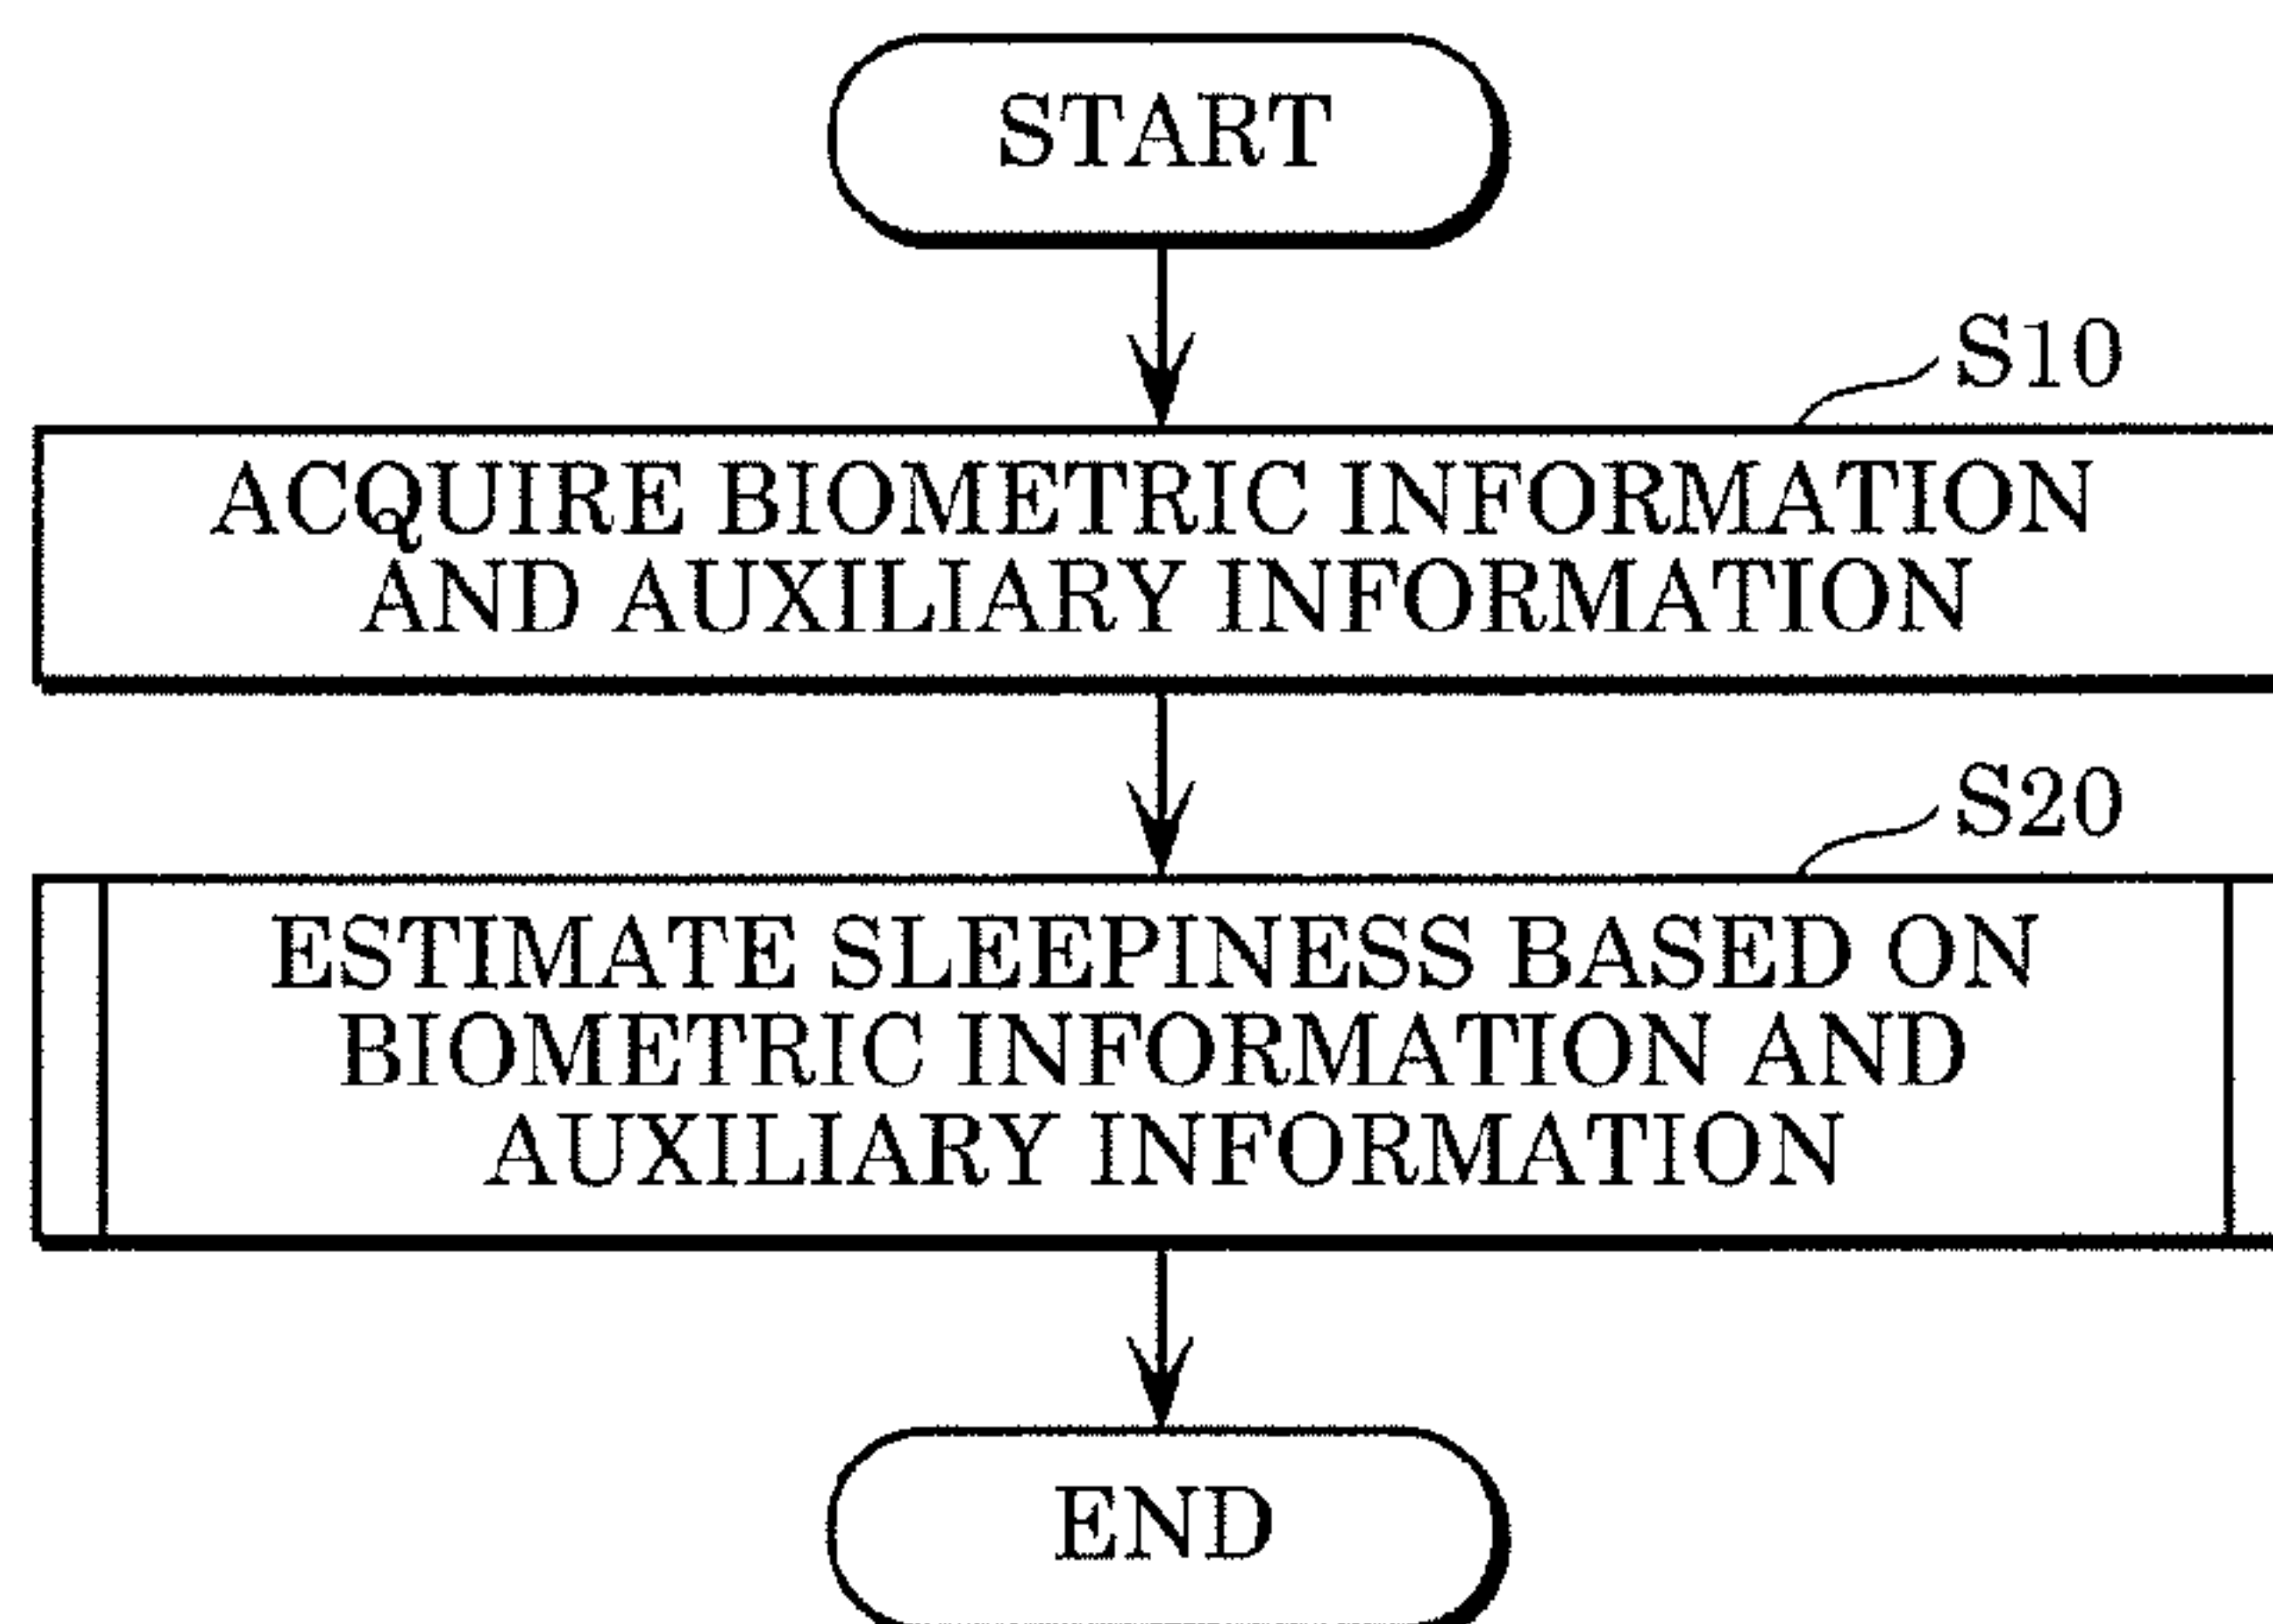 START
S10
ACQUIRE BIOMETRIC INFORMATION
AND AUXILIARY INFORMATION
S20
ESTIMATE SLEEPINESS BASED ON
BIOMETRIC INFORMATION AND
AUXILIARY INFORMATION
END